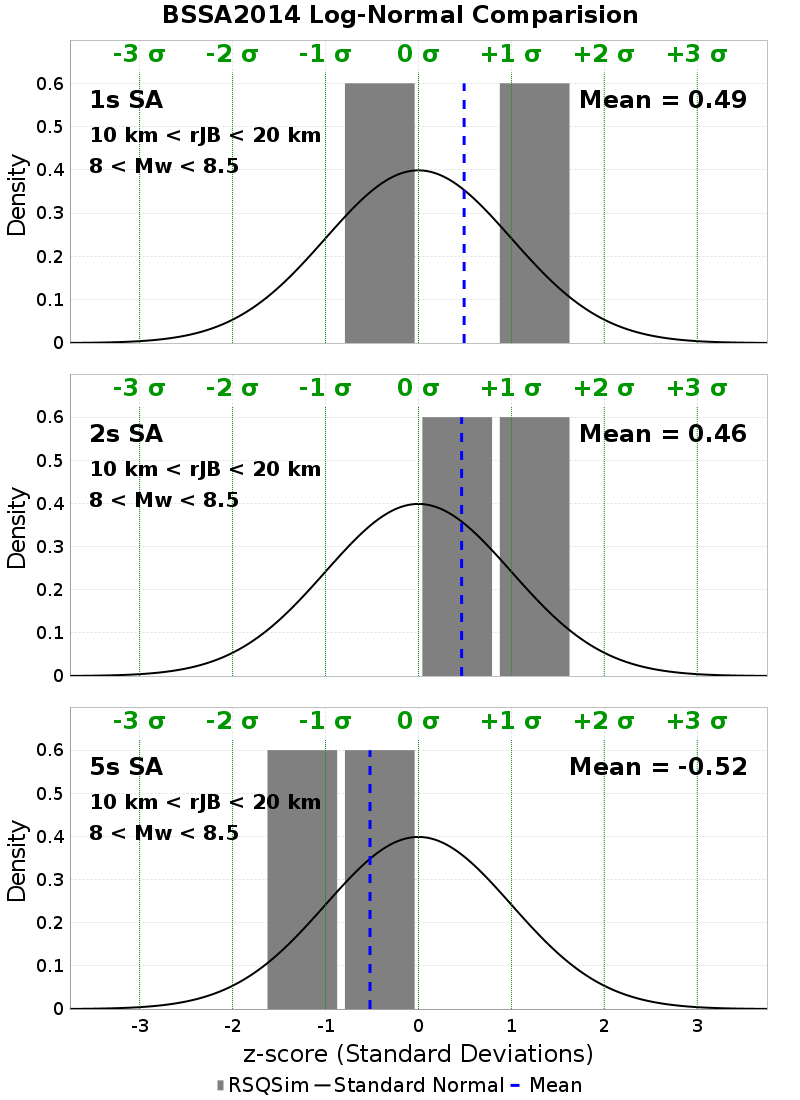 BSSA2014 Log-Normal Comparision
-3 σ -2 σ -1 σ 0 σ +1 σ +2 σ +3 σ
1s SA
Mean = 0.49
10 km < rJB < 20 km
8 < Mw < 8.5
0.6
0.5
0.4
0.3
0.2
0.1
0
Density
-3 σ -2 σ -1 σ 0 σ +1 σ +2 σ +3 σ
2s SA
Mean = 0.46
10 km < rJB < 20 km
8 < Mw < 8.5
0.6
0.5
0.4
0.3
0.2
0.1
0
Density
-3 σ -2 σ -1 σ 0 σ +1 σ +2 σ +3 σ
5s SA
Mean = -0.52
10 km < rJB < 20 km
8 < Mw < 8.5
0.6
0.5
0.4
0.3
0.2
0.1
0
Density
-3 -2 -1 0 1 2 3
z-score (Standard Deviations)
RSQSim Standard Normal Mean